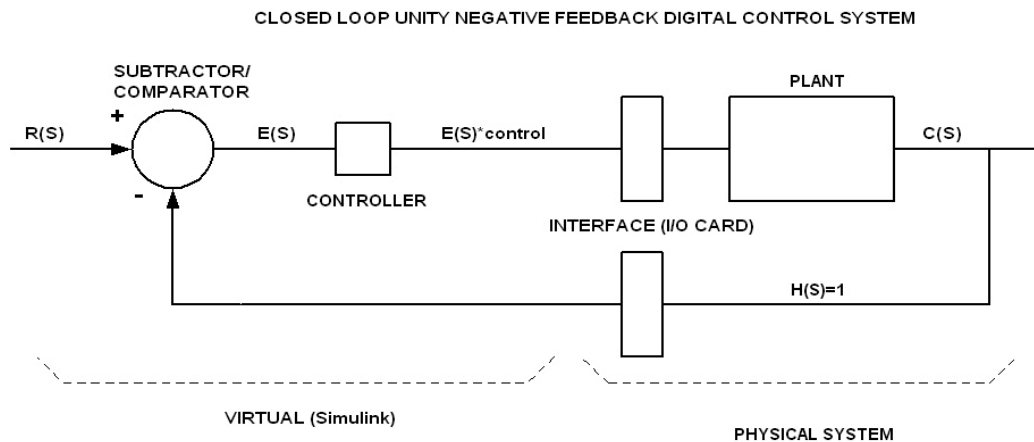 CLOSED LOOP UNITY NEGATIVE FEEDBACK DIGITAL CONTROL SYSTEM
SUBTRACTOR/
COMPARATOR
PLANT
+
R(S)
E(S)
E(S)*control
C(S)
-
CONTROLLER
INTERFACE (I/O CARD)
H(S)=1
VIRTUAL (Simulink)
PHYSICAL SYSTEM